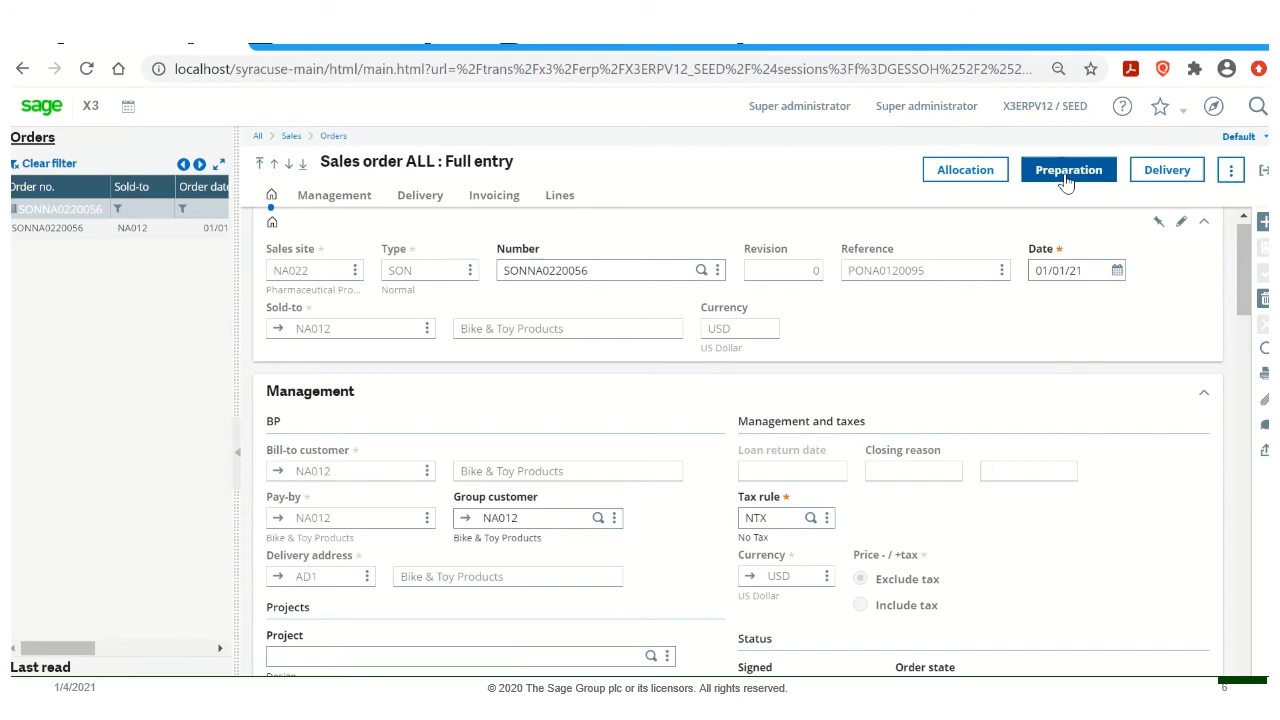 localhost/syracuse-main/html/main.html?url=%2Ftrans%2Fx3%2Ferp%2FX3ERPV12_SEED%2F%24sessions%3Ff%3DGESSOH%252F2%252...
sage X3 Super administrator Super administrator X3ERPV12 / SEED
Orders
Clear filter
Order no. Sold-to Order date
SONNA0220056
SONNA0220056 NA012 01/01
Last read
All > Sales > Orders
Default
Sales order ALL : Full entry
Allocation Preparation Delivery
Management Delivery Invoicing Lines
Sales site * Type * Number Revision Reference Date *
NA022 SON SONNA0220056 0 PONA0120095 01/01/21
Pharmaceutical Pro... Normal
Sold-to * Currency
NA012 Bike & Toy Products USD
US Dollar
Management
BP Management and taxes
Bill-to customer * Loan return date Closing reason
NA012 Bike & Toy Products
Pay-by * Group customer Tax rule *
NA012 NA012 NTX
Bike & Toy Products Bike & Toy Products No Tax
Delivery address * Currency * Price - / +tax *
AD1 Bike & Toy Products USD Exclude tax
US Dollar
Include tax
Projects
Project Status
Signed Order state
1/4/2021 © 2020 The Sage Group plc or its licensors. All rights reserved. 6